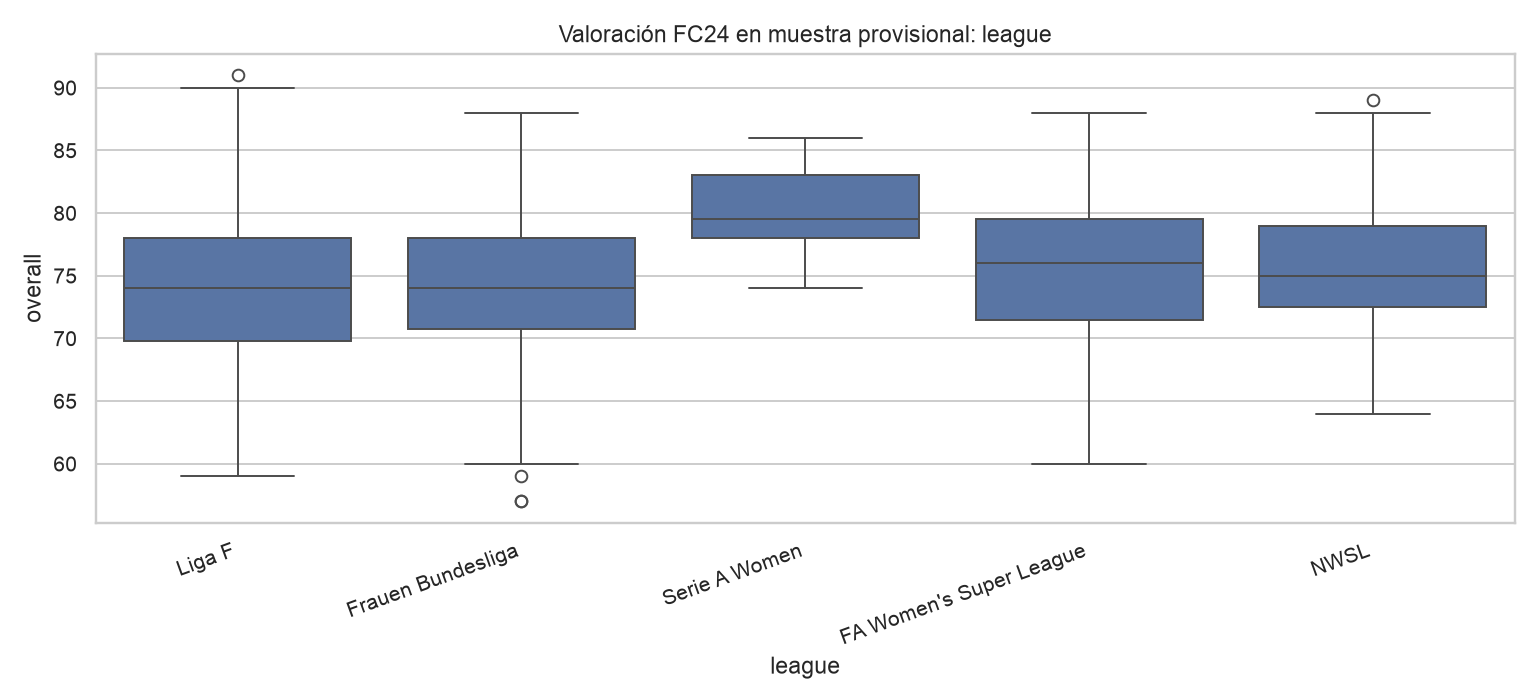 Valoración FC24 en muestra provisional: league
overall
90
85
80
75
70
65
60
Liga F
Frauen Bundesliga
Serie A Women
FA Women's Super League
NWSL
league